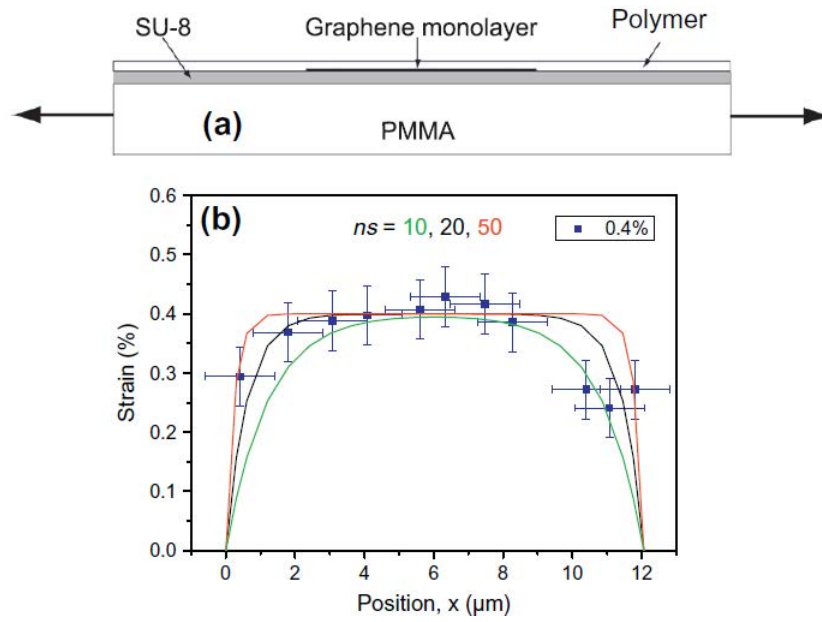 SU-8
Graphene monolayer
Polymer
(a)
PMMA
(b)
ns = 10, 20, 50
0.4%
0.6
0.5
0.4
0.3
0.2
0.1
0.0
Strain (%)
0 2 4 6 8 10 12
Position, x (μm)